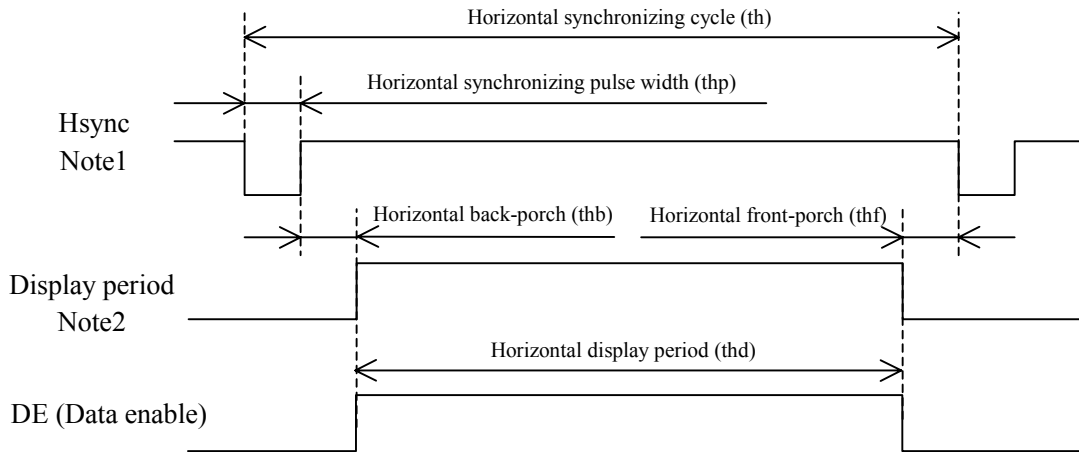 Horizontal synchronizing cycle (th)
Horizontal synchronizing pulse width (thp)
Hsync
Note1
Horizontal back-porch (thb)
Horizontal front-porch (thf)
Display period
Note2
Horizontal display period (thd)
DE (Data enable)